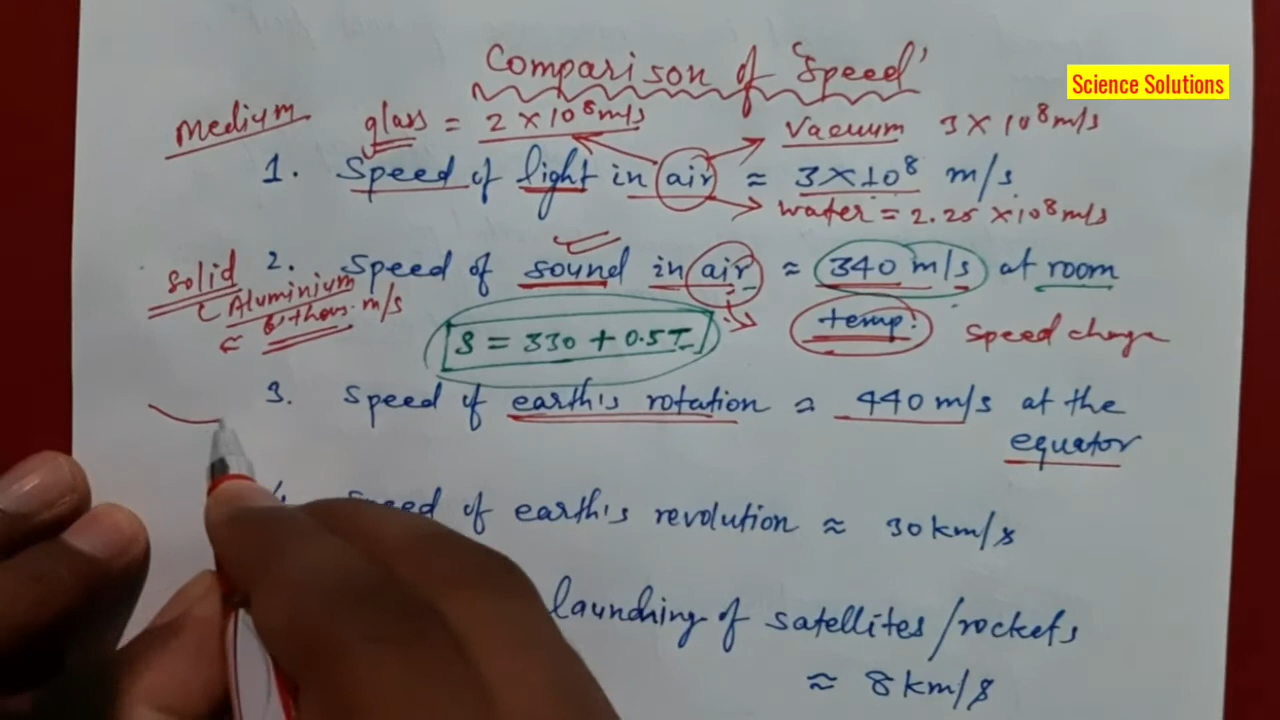 Comparison of 'Speed'
Science Solutions
Medium glass = 2 × 10⁸ m/s Vacuum 3 × 10⁸ m/s
1. Speed of light in air ≈ 3×10⁸ m/s
water = 2.25 × 10⁸ m/s
Solid 2. Speed of sound in air ≈ 340 m/s at room
Aluminium
6 thous. m/s S = 330 + 0.5T temp. Speed change
3. Speed of earth's rotation ≈ 440 m/s at the
equator
of earth's revolution ≈ 30 km/s
launching of satellites/rockets
≈ 8 km/s